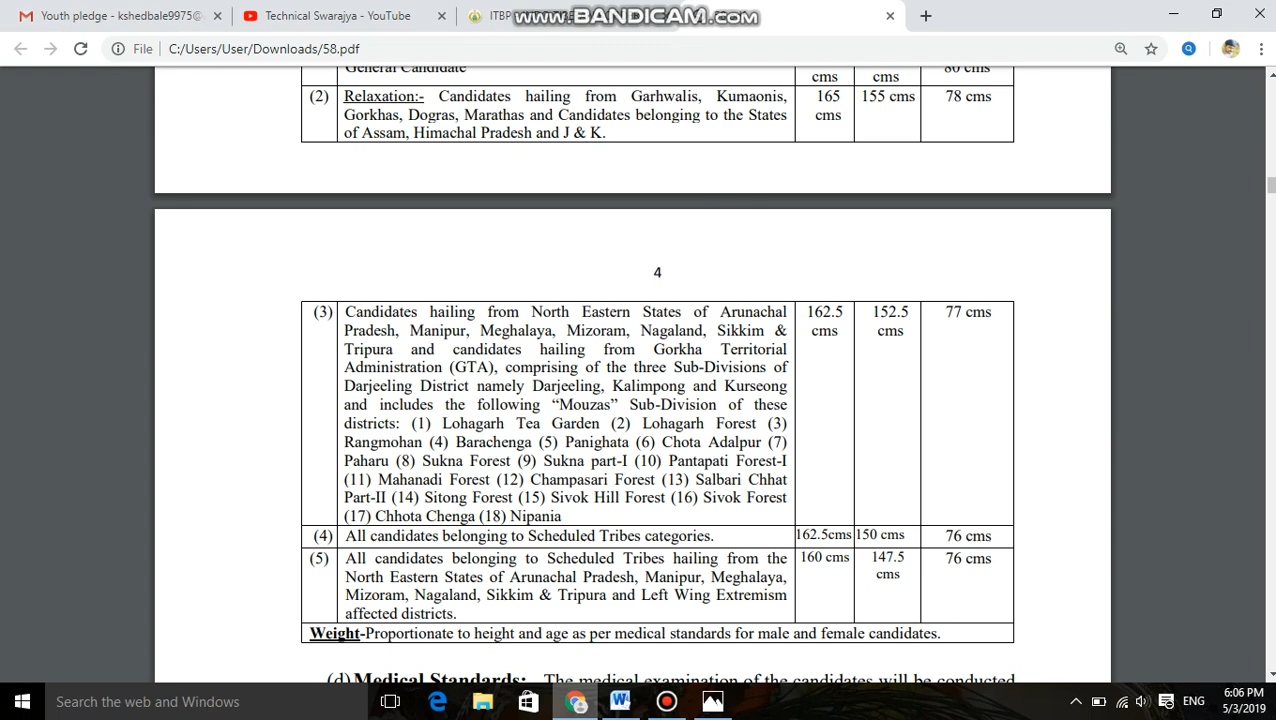 Youth pledge - kshedbale9975@
Technical Swarajya - YouTube
ITBP
www.BANDICAM.com
File C:/Users/User/Downloads/58.pdf
General Candidate cms cms 80 cms
(2) Relaxation:- Candidates hailing from Garhwalis, Kumaonis, 165 155 cms 78 cms
Gorkhas, Dogras, Marathas and Candidates belonging to the States cms
of Assam, Himachal Pradesh and J & K.
4
(3) Candidates hailing from North Eastern States of Arunachal 162.5 152.5 77 cms
Pradesh, Manipur, Meghalaya, Mizoram, Nagaland, Sikkim & cms cms
Tripura and candidates hailing from Gorkha Territorial
Administration (GTA), comprising of the three Sub-Divisions of
Darjeeling District namely Darjeeling, Kalimpong and Kurseong
and includes the following “Mouzas” Sub-Division of these
districts: (1) Lohagarh Tea Garden (2) Lohagarh Forest (3)
Rangmohan (4) Barachenga (5) Panighata (6) Chota Adalpur (7)
Paharu (8) Sukna Forest (9) Sukna part-I (10) Pantapati Forest-I
(11) Mahanadi Forest (12) Champasari Forest (13) Salbari Chhat
Part-II (14) Sitong Forest (15) Sivok Hill Forest (16) Sivok Forest
(17) Chhota Chenga (18) Nipania
(4) All candidates belonging to Scheduled Tribes categories. 162.5cms 150 cms 76 cms
(5) All candidates belonging to Scheduled Tribes hailing from the 160 cms 147.5 76 cms
North Eastern States of Arunachal Pradesh, Manipur, Meghalaya, cms
Mizoram, Nagaland, Sikkim & Tripura and Left Wing Extremism
affected districts.
Weight-Proportionate to height and age as per medical standards for male and female candidates.
(d) Medical Standards:- The medical examination of the candidates will be conducted
Search the web and Windows
ENG
6:06 PM
5/3/2019